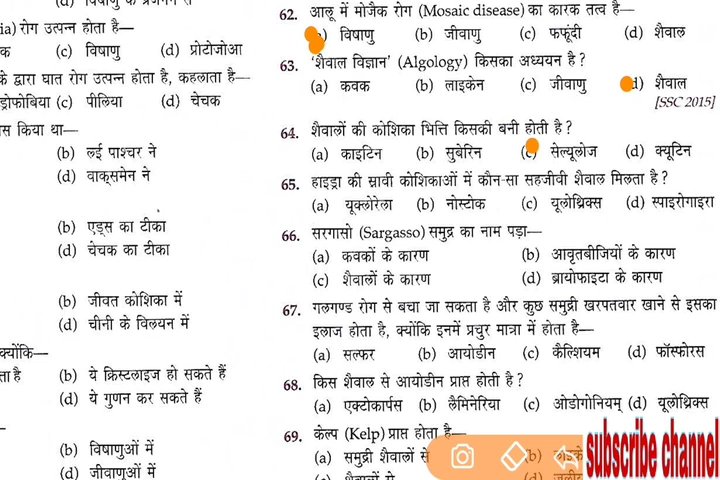 ia) रोग उत्पन्न होता है—
क (c) विषाणु (d) प्रोटोजोआ
के द्वारा घात रोग उत्पन्न होता है, कहलाता है—
ड्रोफोबिया (c) पीलिया (d) चेचक
स किया था—
(b) लई पाश्चर ने
(d) वाक्समेन ने
(b) एड्स का टीका
(d) चेचक का टीका
(b) जीवत कोशिका में
(d) चीनी के विलयन में
क्योंकि—
ता है (b) ये क्रिस्टलाइज हो सकते हैं
(d) ये गुणन कर सकते हैं
(b) विषाणुओं में
(d) जीवाणुओं में
62. आलू में मोजैक रोग (Mosaic disease) का कारक तत्व है—
विषाणु (b) जीवाणु (c) फफूंदी (d) शैवाल
63. ‘शैवाल विज्ञान’ (Algology) किसका अध्ययन है ?
(a) कवक (b) लाइकेन (c) जीवाणु (d) शैवाल
[SSC 2015]
64. शैवालों की कोशिका भित्ति किसकी बनी होती है ?
(a) काइटिन (b) सुबेरिन (c) सेल्यूलोज (d) क्यूटिन
65. हाइड्रा की स्रावी कोशिकाओं में कौन-सा सहजीवी शैवाल मिलता है ?
(a) यूक्लोरेला (b) नोस्टोक (c) यूलोथ्रिक्स (d) स्पाइरोगाइरा
66. सरगासो (Sargasso) समुद्र का नाम पड़ा—
(a) कवकों के कारण (b) आवृतबीजियों के कारण
(c) शैवालों के कारण (d) ब्रायोफाइटा के कारण
67. गलगण्ड रोग से बचा जा सकता है और कुछ समुद्री खरपतवार खाने से इसका
इलाज होता है, क्योंकि इनमें प्रचुर मात्रा में होता है—
(a) सल्फर (b) आयोडीन (c) कैल्शियम (d) फॉस्फोरस
68. किस शैवाल से आयोडीन प्राप्त होती है ?
(a) एक्टोकार्पस (b) लैमिनेरिया (c) ओडोगोनियम् (d) यूलोथ्रिक्स
69. केल्प (Kelp) प्राप्त होता है—
(a) समुद्री शैवालों से (b)
subscribe channel